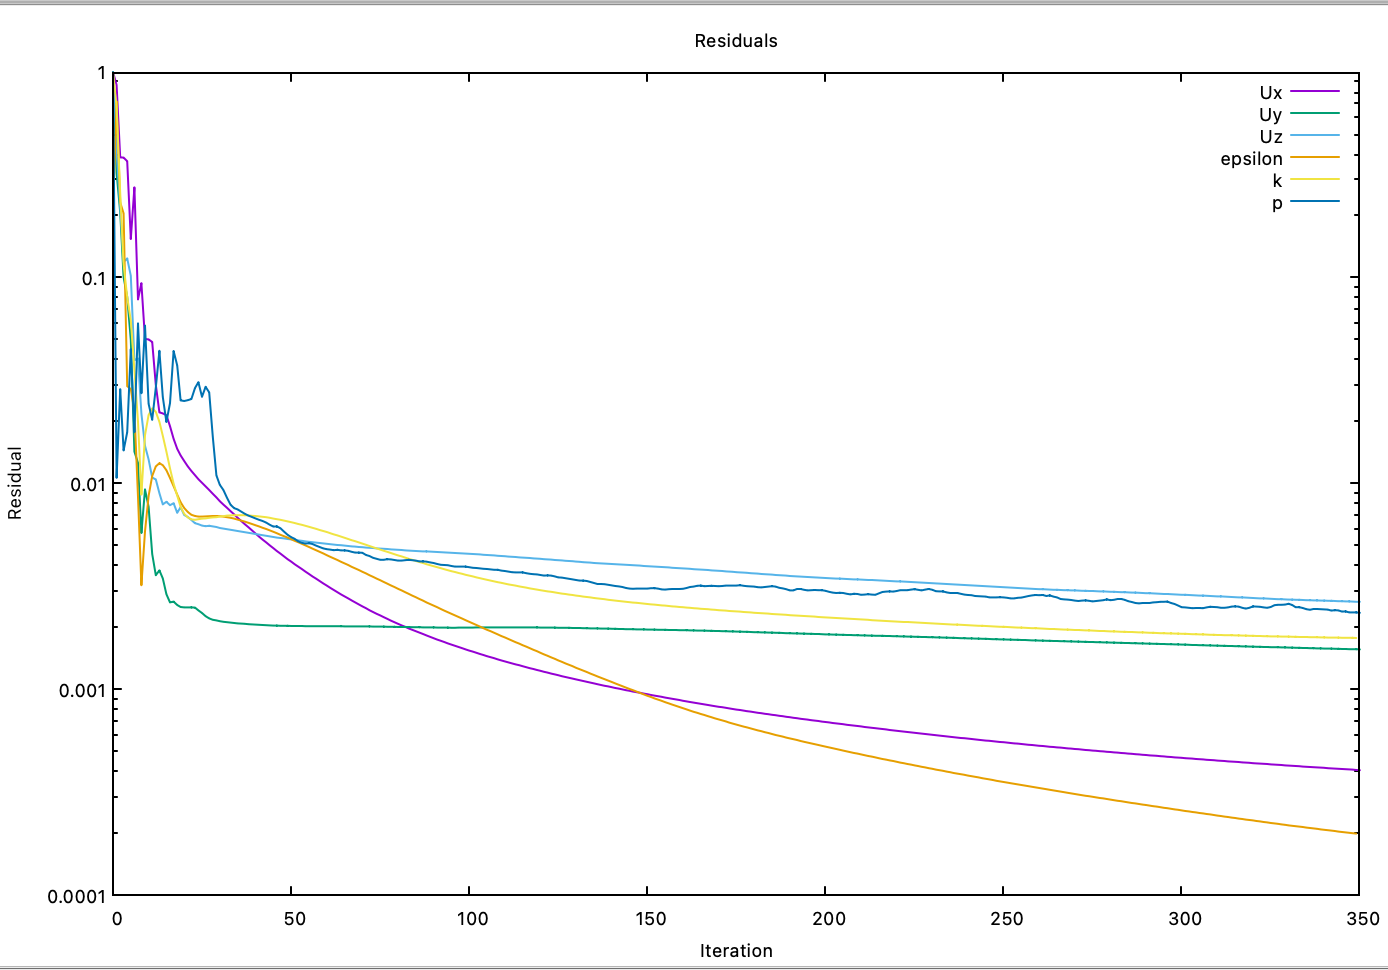 Residuals
1
0.1
0.01
0.001
0.0001
Residual
Ux
Uy
Uz
epsilon
k
p
0 50 100 150 200 250 300 350
Iteration